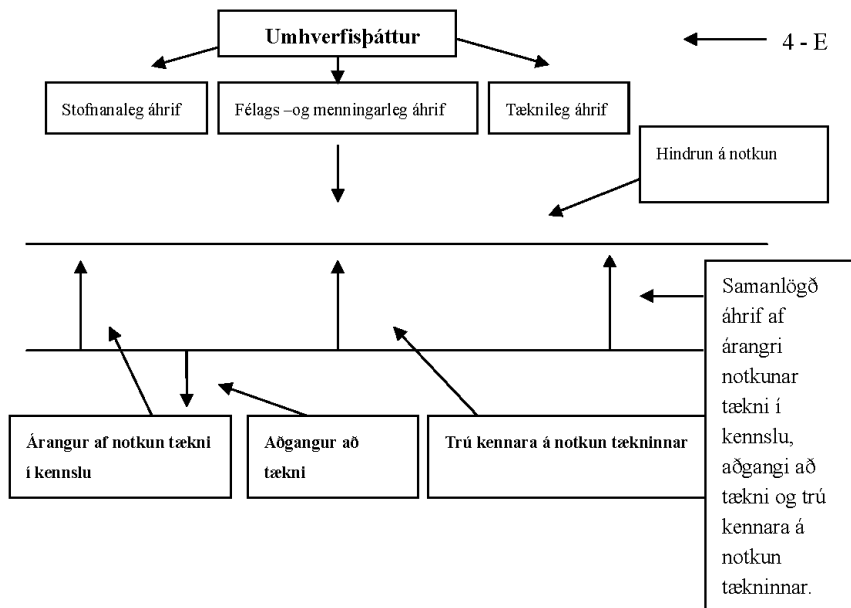 Umhverfisþáttur
4 - E
Stofnanaleg áhrif
Félags –og menningarleg áhrif
Tæknileg áhrif
Hindrun á notkun
Samanlögð
áhrif af
árangri
notkunar
tækni í
kennslu,
aðgangi að
tækni og trú
kennara á
notkun
tækninnar.
Árangur af notkun tækni
í kennslu
Aðgangur að
tækni
Trú kennara á notkun tækninnar